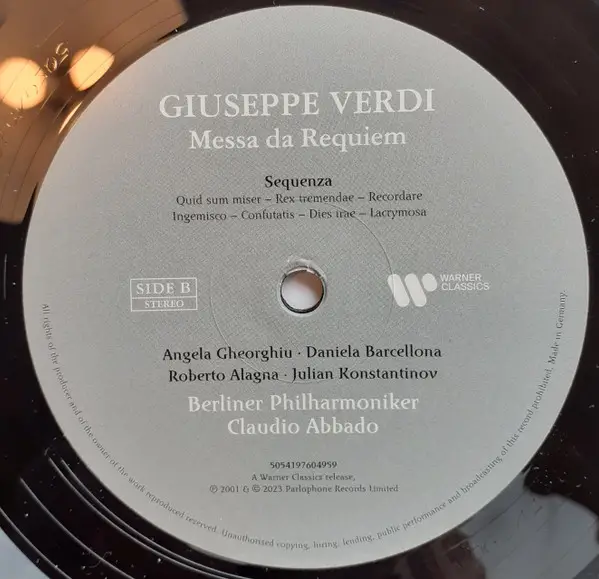 GIUSEPPE VERDI
Messa da Requiem
Sequenza
Quid sum miser – Rex tremendae – Recordare
Ingemisco – Confutatis – Dies irae – Lacrymosa
SIDE B
STEREO
WARNER
CLASSICS
Angela Gheorghiu · Daniela Barcellona
Roberto Alagna · Julian Konstantinov
Berliner Philharmoniker
Claudio Abbado
5054197604959
A Warner Classics release,
℗ 2001 & © 2023 Parlophone Records Limited
All rights of the producer and of the owner of the work reproduced reserved. Unauthorized copying, hiring, lending, public performance and broadcasting of this record prohibited. Made in Germany.